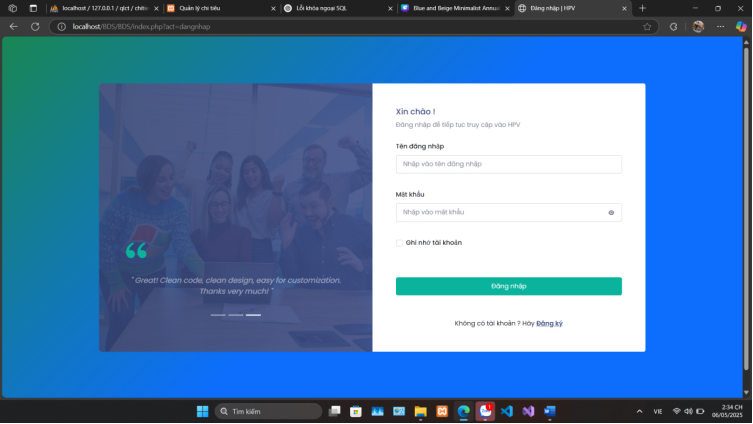 localhost / 127.0.0.1 / qlct / chitie
Quản lý chi tiêu
Lỗi khóa ngoại SQL
Blue and Beige Minimalist Annua
Đăng nhập | HPV
localhost/BDS/BDS/index.php?act=dangnhap
Xin chào !
Đăng nhập để tiếp tục truy cập vào HPV
Tên đăng nhập
Nhập vào tên đăng nhập
Mật khẩu
Nhập vào mật khẩu
Ghi nhớ tài khoản
Đăng nhập
Không có tài khoản ? Hãy Đăng ký
“
" Great! Clean code, clean design, easy for customization.
Thanks very much! "
Tìm kiếm
VIE
2:34 CH
06/05/2025